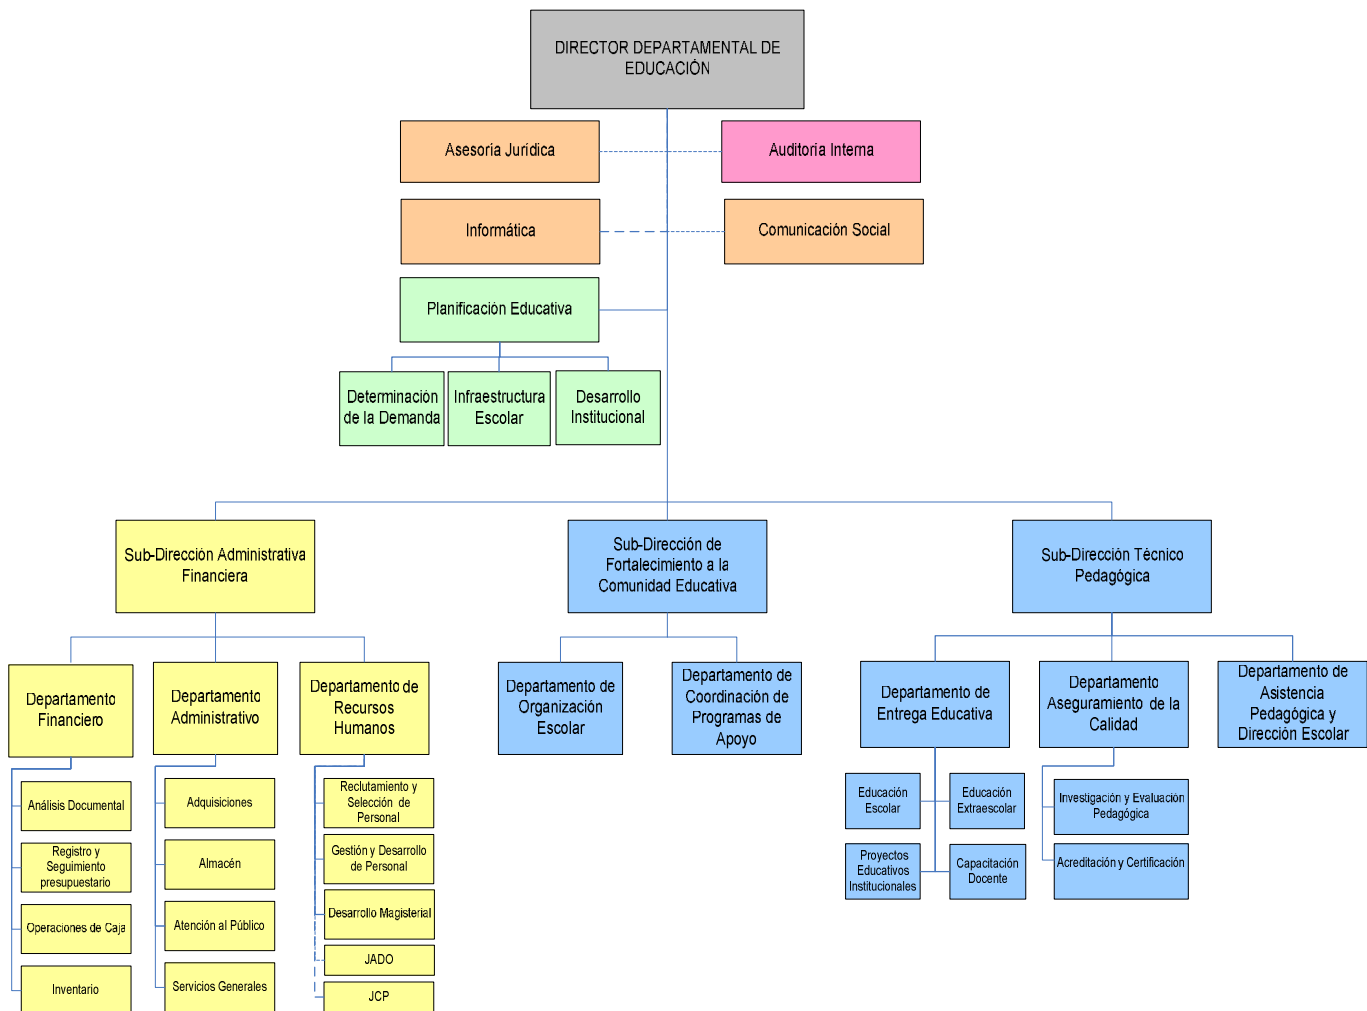 DIRECTOR DEPARTAMENTAL DE
EDUCACIÓN
Asesoría Jurídica
Auditoría Interna
Informática
Comunicación Social
Planificación Educativa
Determinación
de la Demanda
Infraestructura
Escolar
Desarrollo
Institucional
Sub-Dirección Administrativa
Financiera
Sub-Dirección de
Fortalecimiento a la
Comunidad Educativa
Sub-Dirección Técnico
Pedagógica
Departamento
Financiero
Departamento
Administrativo
Departamento de
Recursos
Humanos
Departamento de
Organización
Escolar
Departamento de
Coordinación de
Programas de
Apoyo
Departamento de
Entrega Educativa
Departamento
Aseguramiento de la
Calidad
Departamento de
Asistencia
Pedagógica y
Dirección Escolar
Análisis Documental
Registro y
Seguimiento
presupuestario
Operaciones de Caja
Inventario
Adquisiciones
Almacén
Atención al Público
Servicios Generales
Reclutamiento y
Selección de
Personal
Gestión y Desarrollo
de Personal
Desarrollo Magisterial
JADO
JCP
Educación
Escolar
Educación
Extraescolar
Proyectos
Educativos
Institucionales
Capacitación
Docente
Investigación y Evaluación
Pedagógica
Acreditación y Certificación